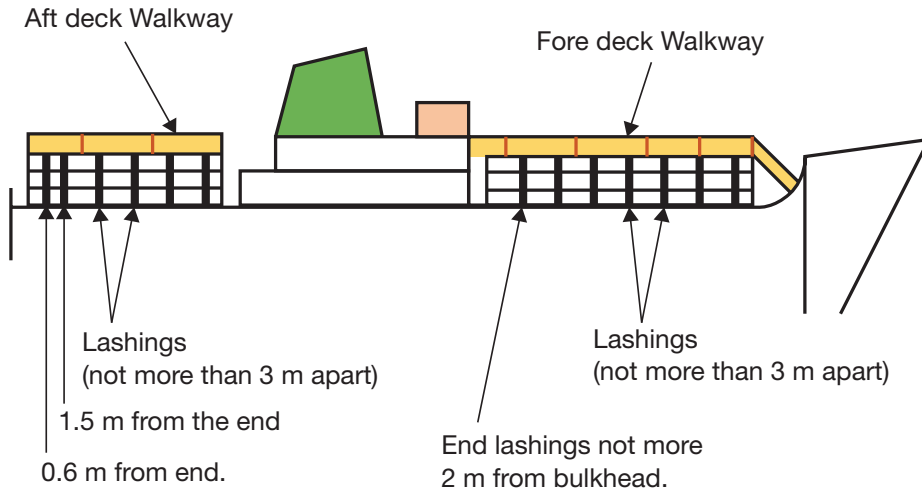 Aft deck Walkway
Fore deck Walkway
Lashings
(not more than 3 m apart)
1.5 m from the end
0.6 m from end.
Lashings
(not more than 3 m apart)
End lashings not more
2 m from bulkhead.